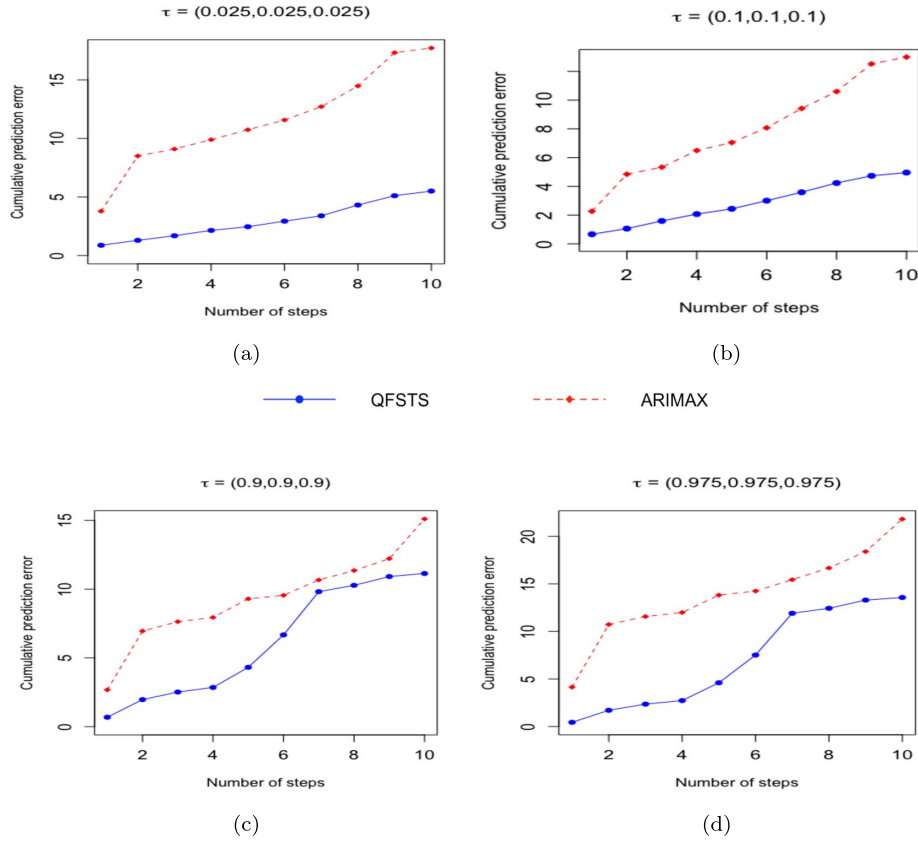 τ = (0.025,0.025,0.025)
Cumulative prediction error
15
10
5
0
2 4 6 8 10
Number of steps
(a)
τ = (0.1,0.1,0.1)
Cumulative prediction error
10
8
6
4
2
0
2 4 6 8 10
Number of steps
(b)
QFSTS ARIMAX
τ = (0.9,0.9,0.9)
Cumulative prediction error
15
10
5
0
2 4 6 8 10
Number of steps
(c)
τ = (0.975,0.975,0.975)
Cumulative prediction error
20
15
10
5
0
2 4 6 8 10
Number of steps
(d)